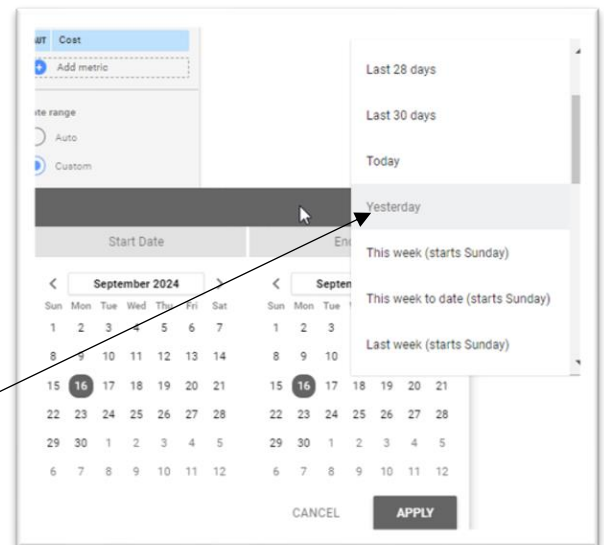 Cost
Add metric
Auto
Custom
Last 28 days
Last 30 days
Today
Yesterday
This week (starts Sunday)
This week to date (starts Sunday)
Last week (starts Sunday)
Start Date
September 2024
Sun Mon Tue Wed Thu Fri Sat
1 2 3 4 5 6 7
8 9 10 11 12 13 14
15 16 17 18 19 20 21
22 23 24 25 26 27 28
29 30 1 2 3 4 5
6 7 8 9 10 11 12
Sun Mon Tue
1 2 3
8 9 10
15 16 17 18 19 20 21
22 23 24 25 26 27 28
29 30 1 2 3 4 5
6 7 8 9 10 11 12
CANCEL APPLY